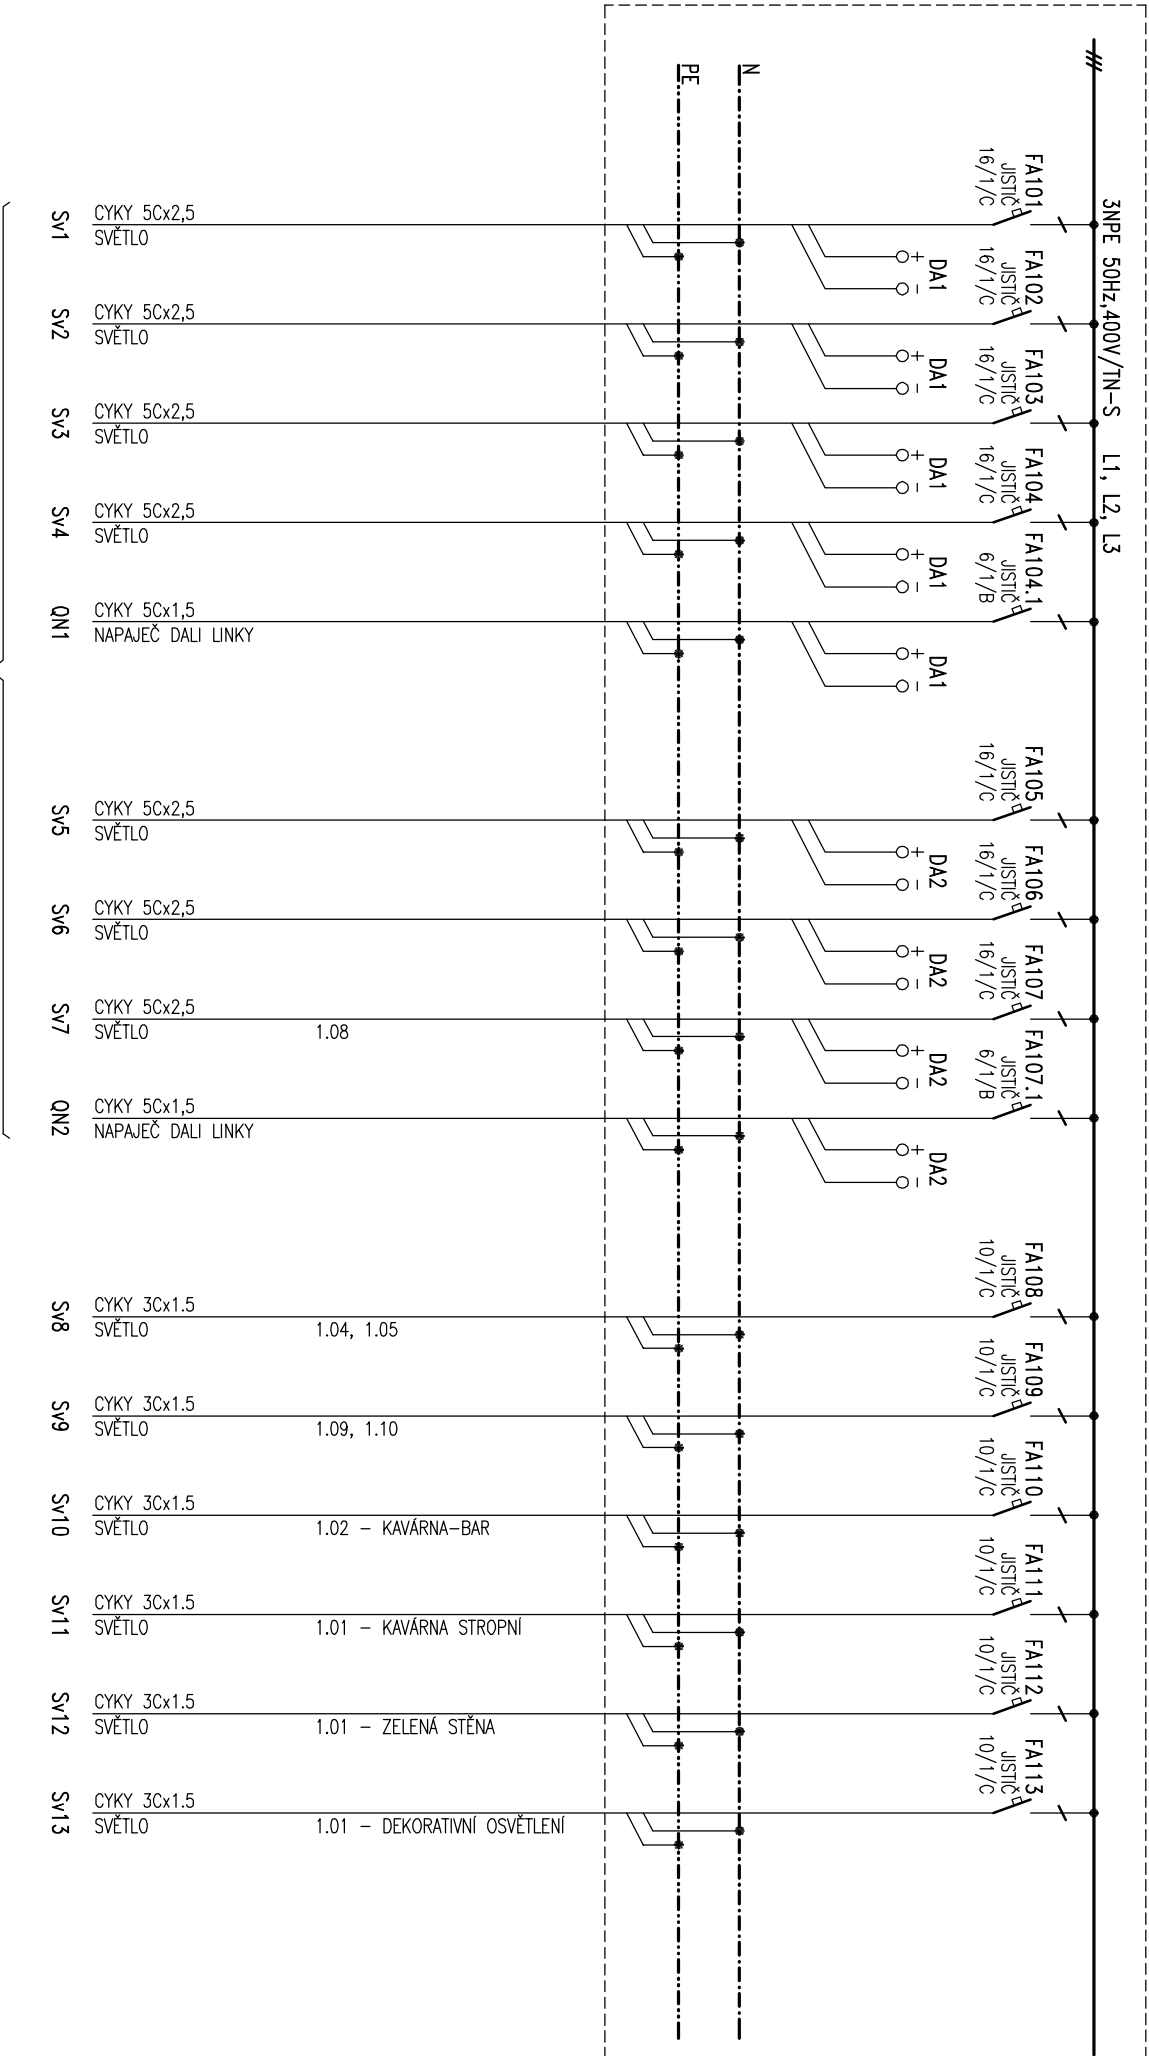 3NPE 50Hz,400V/TN-S L1, L2, L3
N
PE
FA101
JISTIČ
16/1/C
DA1
+ -
CYKY 5Cx2,5
SVĚTLO
Sv1
FA102
JISTIČ
16/1/C
DA1
+ -
CYKY 5Cx2,5
SVĚTLO
Sv2
FA103
JISTIČ
16/1/C
DA1
+ -
CYKY 5Cx2,5
SVĚTLO
Sv3
FA104
JISTIČ
16/1/C
DA1
+ -
CYKY 5Cx2,5
SVĚTLO
Sv4
FA104.1
JISTIČ
6/1/B
DA1
+ -
CYKY 5Cx1,5
NAPAJEČ DALI LINKY
QN1
FA105
JISTIČ
16/1/C
DA2
+ -
CYKY 5Cx2,5
SVĚTLO
Sv5
FA106
JISTIČ
16/1/C
DA2
+ -
CYKY 5Cx2,5
SVĚTLO
Sv6
FA107
JISTIČ
16/1/C
DA2
+ -
CYKY 5Cx2,5
SVĚTLO 1.08
Sv7
FA107.1
JISTIČ
6/1/B
DA2
+ -
CYKY 5Cx1,5
NAPAJEČ DALI LINKY
QN2
FA108
JISTIČ
10/1/C
CYKY 3Cx1.5
SVĚTLO 1.04, 1.05
Sv8
FA109
JISTIČ
10/1/C
CYKY 3Cx1.5
SVĚTLO 1.09, 1.10
Sv9
FA110
JISTIČ
10/1/C
CYKY 3Cx1.5
SVĚTLO 1.02 - KAVÁRNA-BAR
Sv10
FA111
JISTIČ
10/1/C
CYKY 3Cx1.5
SVĚTLO 1.01 - KAVÁRNA STROPNÍ
Sv11
FA112
JISTIČ
10/1/C
CYKY 3Cx1.5
SVĚTLO 1.01 - ZELENÁ STĚNA
Sv12
FA113
JISTIČ
10/1/C
CYKY 3Cx1.5
SVĚTLO 1.01 - DEKORATIVNÍ OSVĚTLENÍ
Sv13